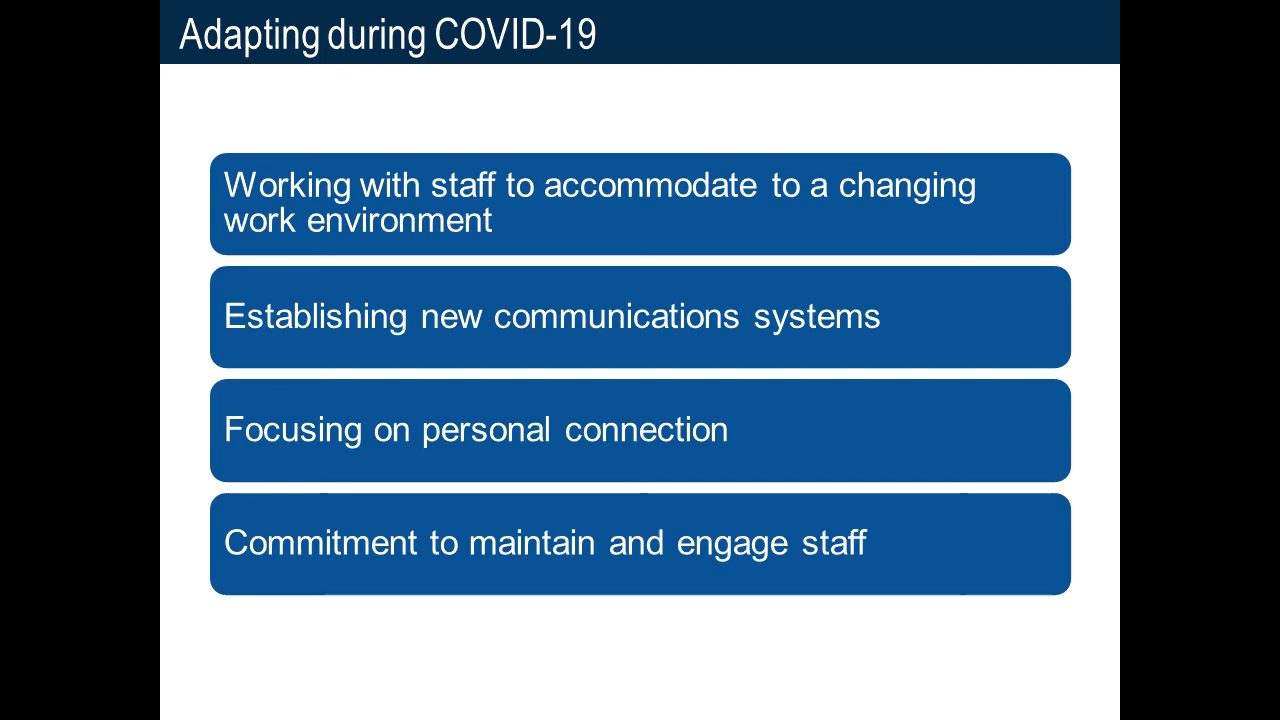 Adapting during COVID-19
Working with staff to accommodate to a changing
work environment
Establishing new communications systems
Focusing on personal connection
Commitment to maintain and engage staff